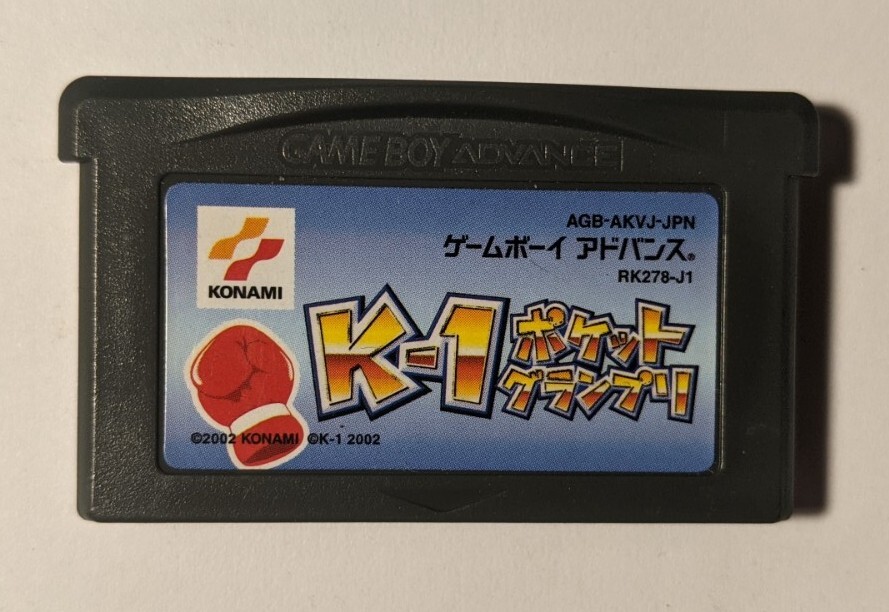 GAME BOY ADVANCE
AGB-AKVJ-JPN
ゲームボーイ アドバンス®
RK278-J1
KONAMI
K-1 ポケット
グランプリ
©2002 KONAMI ©K-1 2002